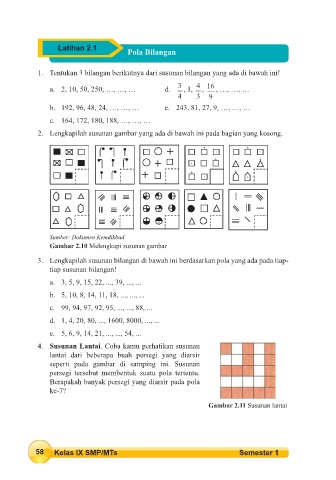 Latihan 2.1
Pola Bilangan
1. Tentukan 3 bilangan berikutnya dari susunan bilangan yang ada di bawah ini!
a. 2, 10, 50, 250, …, …, …
d. 3/4, 1, 4/3, 16/9, …, …, …
b. 192, 96, 48, 24, …, …, …
e. 243, 81, 27, 9, …, …, …
c. 164, 172, 180, 188, …, …, …
2. Lengkapilah susunan gambar yang ada di bawah ini pada bagian yang kosong.
Sumber: Dokumen Kemdikbud
Gambar 2.10 Melengkapi susunan gambar
3. Lengkapilah susunan bilangan di bawah ini berdasarkan pola yang ada pada tiap-
tiap susunan bilangan!
a. 3, 5, 9, 15, 22, ..., 39, ..., ...
b. 5, 10, 8, 14, 11, 18, ..., ..., ...
c. 99, 94, 97, 92, 95, ..., ..., 88, ...
d. 1, 4, 20, 80, ..., 1600, 8000, ..., ...
e. 5, 6, 9, 14, 21, ..., ..., 54, ...
4. Susunan Lantai. Coba kamu perhatikan susunan
lantai dari beberapa buah persegi yang diarsir
seperti pada gambar di samping ini. Susunan
persegi tersebut membentuk suatu pola tertentu.
Berapakah banyak persegi yang diarsir pada pola
ke-7?
Gambar 2.11 Susunan lantai
58 Kelas IX SMP/MTs
Semester 1